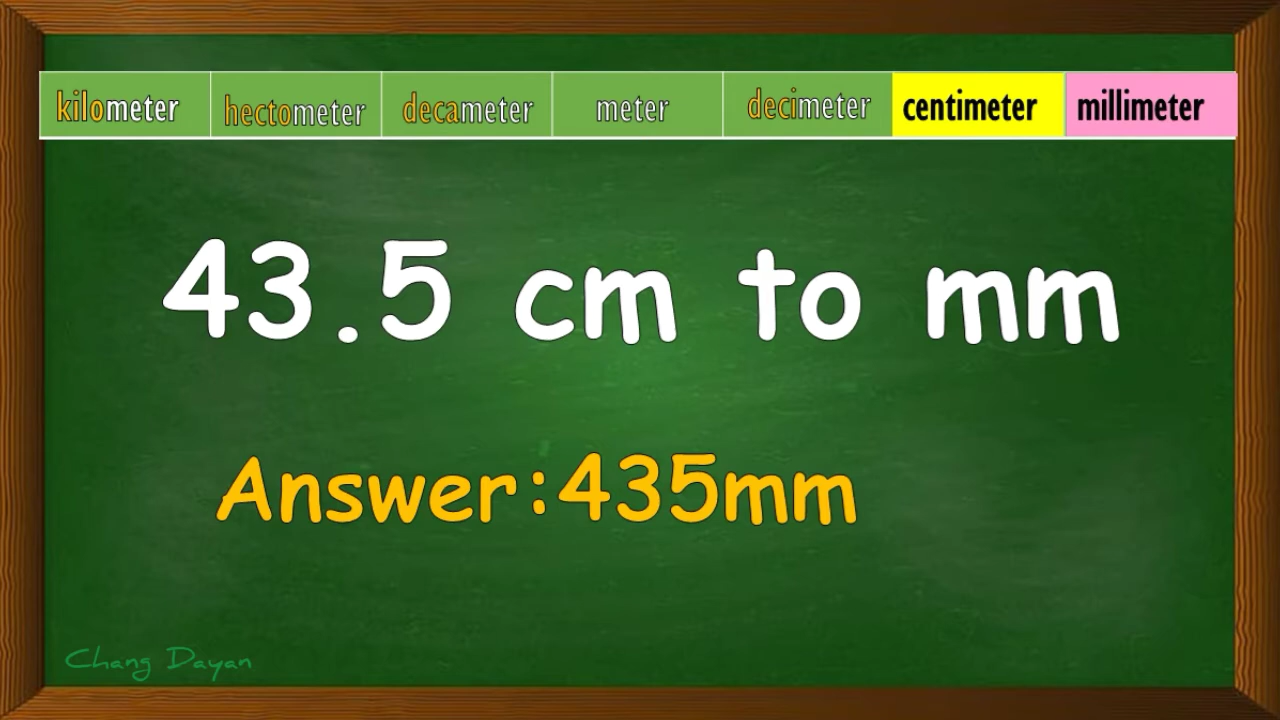 kilometer hectometer decameter meter decimeter centimeter millimeter
43.5 cm to mm
Answer:435mm
Chang Dayan